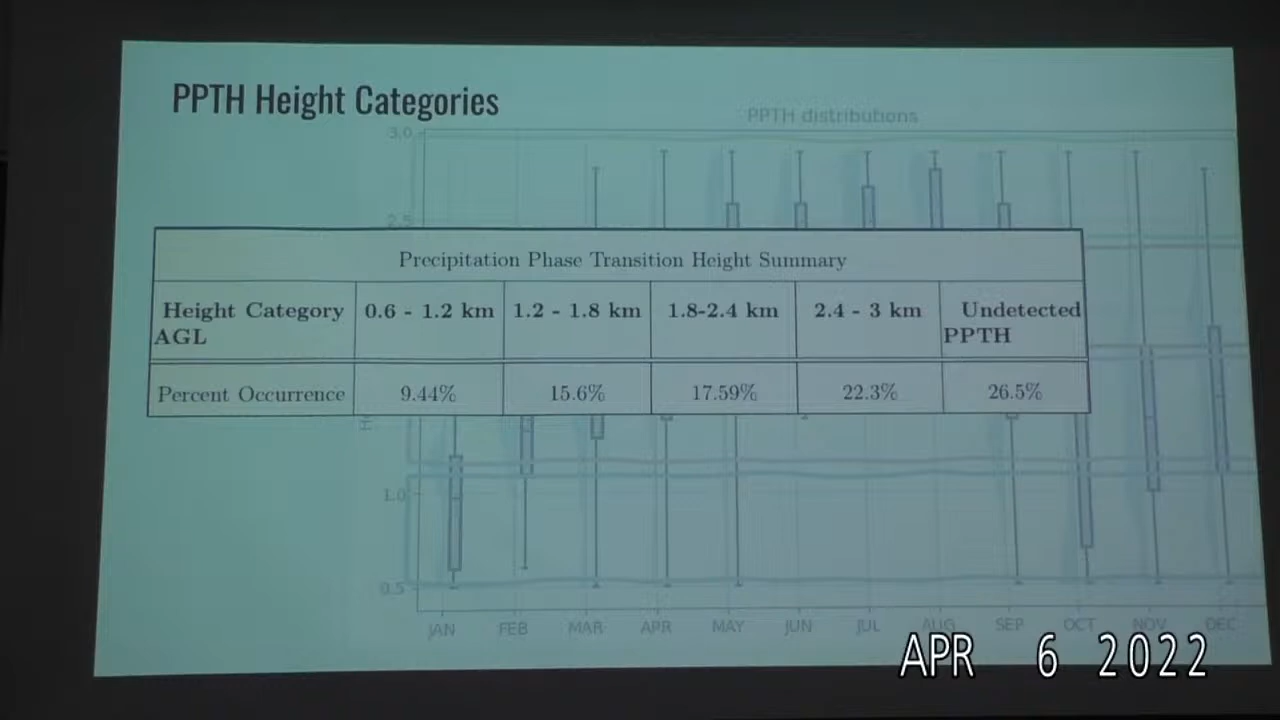 PPTH Height Categories
PPTH distributions
3.0
2.5
Precipitation Phase Transition Height Summary
Height Category AGL
0.6 - 1.2 km
1.2 - 1.8 km
1.8-2.4 km
2.4 - 3 km
Undetected PPTH
Percent Occurrence
9.44%
15.6%
17.59%
22.3%
26.5%
1.0
0.5
JAN FEB MAR APR MAY JUN JUL AUG SEP OCT NOV DEC
APR 6 2022